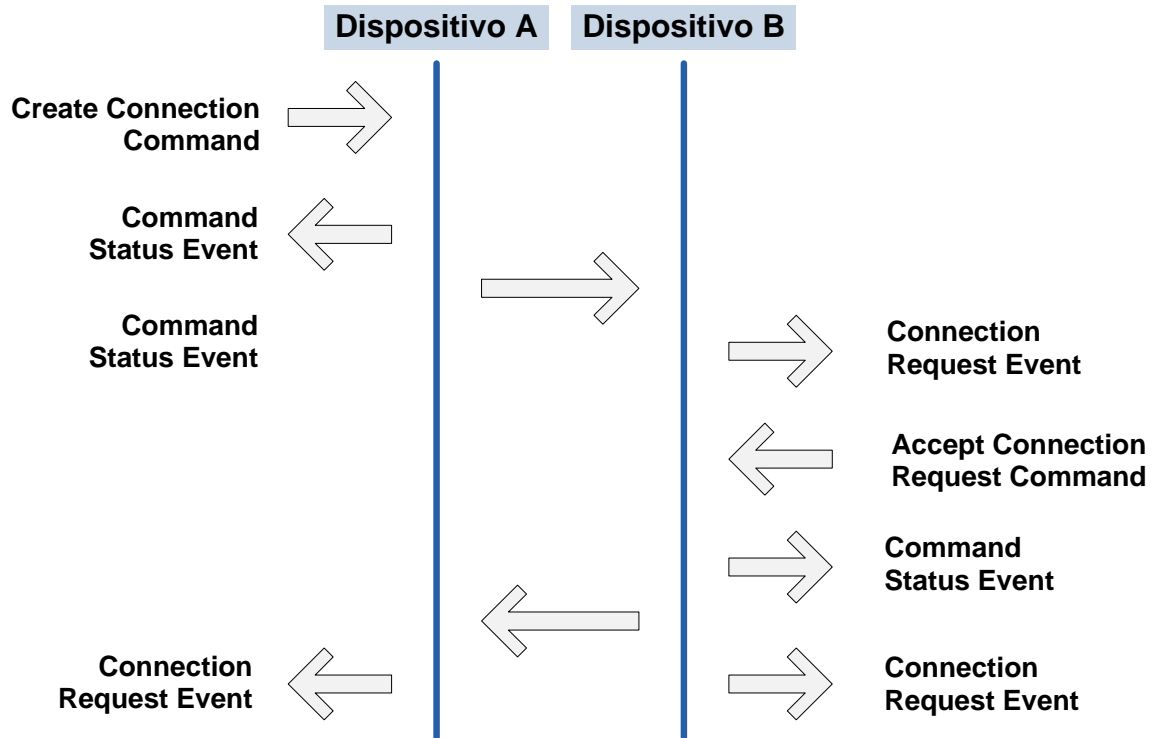 Dispositivo A
Dispositivo B
Create Connection
Command
Command
Status Event
Command
Status Event
Connection
Request Event
Accept Connection
Request Command
Command
Status Event
Connection
Request Event
Connection
Request Event